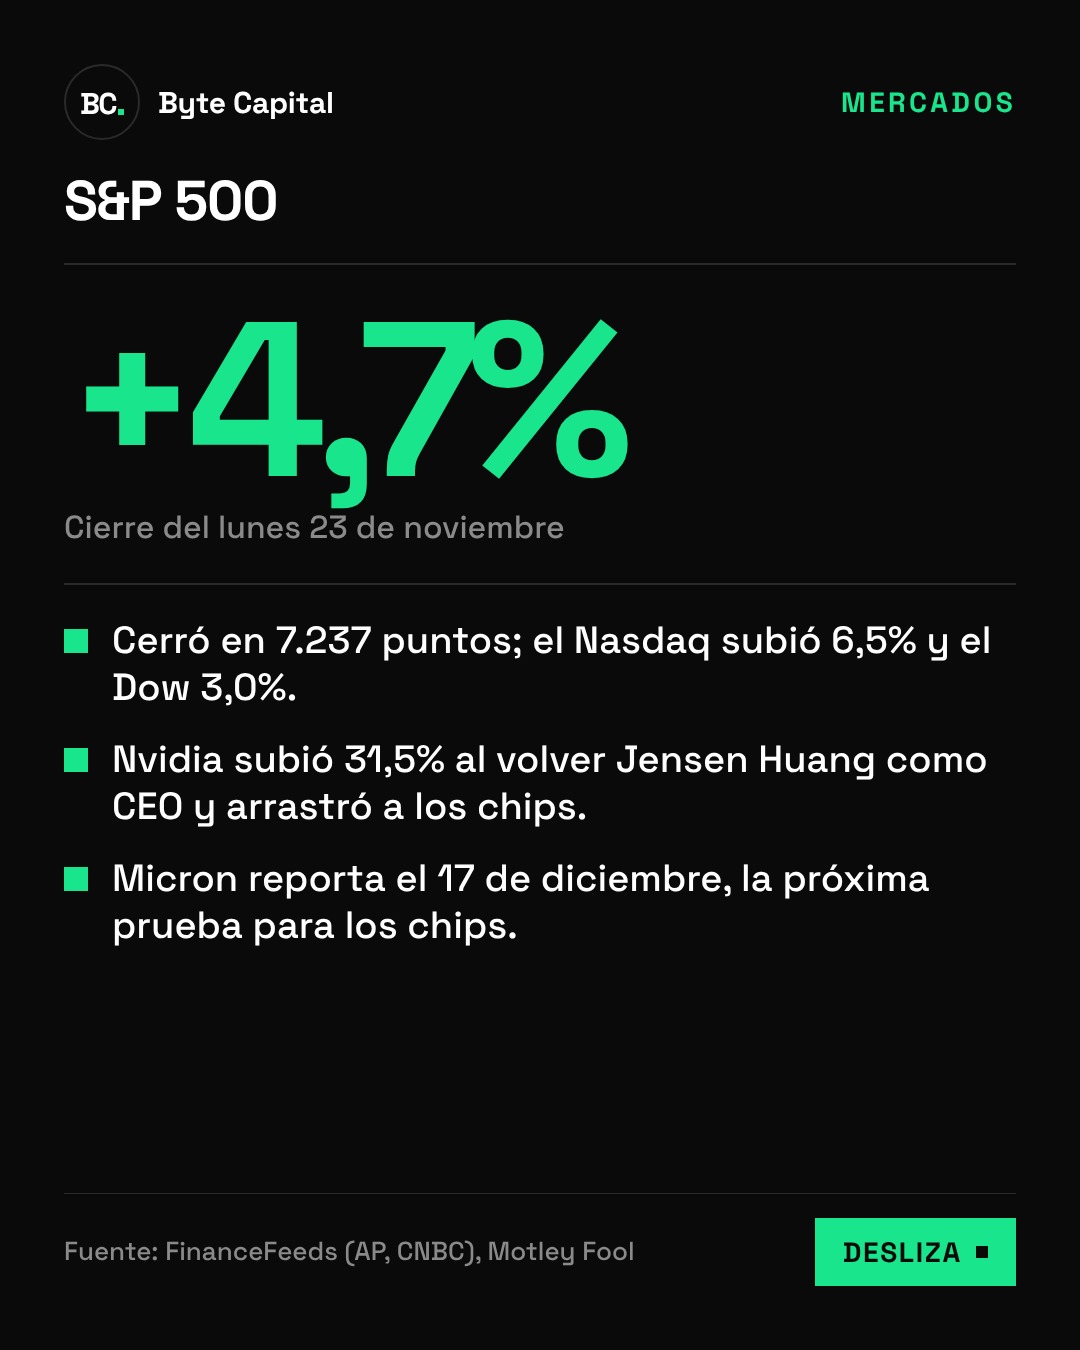 BC. Byte Capital MERCADOS
S&P 500
+4,7%
Cierre del lunes 23 de noviembre
Cerró en 7.237 puntos; el Nasdaq subió 6,5% y el
Dow 3,0%.
Nvidia subió 31,5% al volver Jensen Huang como
CEO y arrastró a los chips.
Micron reporta el 17 de diciembre, la próxima
prueba para los chips.
Fuente: FinanceFeeds (AP, CNBC), Motley Fool
DESLIZA